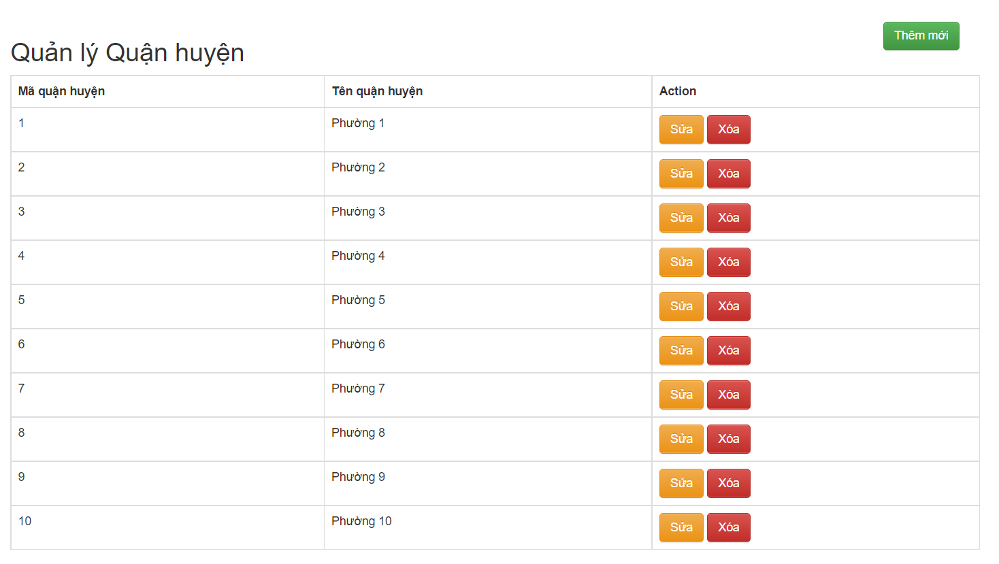 Thêm mới
Quản lý Quận huyện
Mã quận huyện Tên quận huyện Action
1 Phường 1 Sửa Xóa
2 Phường 2 Sửa Xóa
3 Phường 3 Sửa Xóa
4 Phường 4 Sửa Xóa
5 Phường 5 Sửa Xóa
6 Phường 6 Sửa Xóa
7 Phường 7 Sửa Xóa
8 Phường 8 Sửa Xóa
9 Phường 9 Sửa Xóa
10 Phường 10 Sửa Xóa